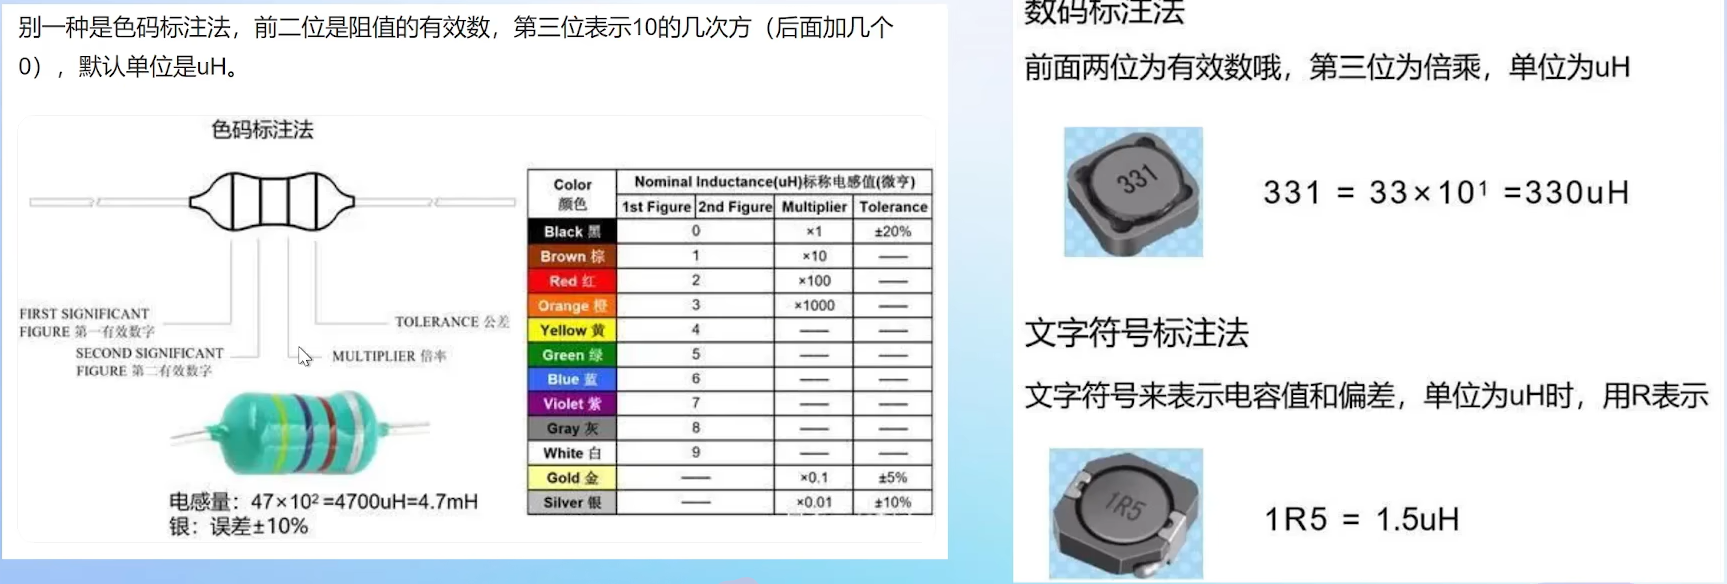 别一种是色码标注法，前二位是阻值的有效数，第三位表示10的几次方（后面加几个
0），默认单位是uH。
色码标注法
FIRST SIGNIFICANT
FIGURE 第一有效数字
SECOND SIGNIFICANT
FIGURE 第二有效数字
TOLERANCE 公差
MULTIPLIER 倍率
电感量：47×10² =4700uH=4.7mH
银：误差±10%
Color 颜色 Nominal Inductance(uH)标称电感值(微亨)
1st Figure 2nd Figure Multiplier Tolerance
Black 黑 0 ×1 ±20%
Brown 棕 1 ×10 ——
Red 红 2 ×100 ——
Orange 橙 3 ×1000 ——
Yellow 黄 4 —— ——
Green 绿 5 —— ——
Blue 蓝 6 —— ——
Violet 紫 7 —— ——
Gray 灰 8 —— ——
White 白 9 —— ——
Gold 金 —— ×0.1 ±5%
Silver 银 —— ×0.01 ±10%
数码标注法
前面两位为有效数哦，第三位为倍乘，单位为uH
331
331 = 33×10¹ =330uH
文字符号标注法
文字符号来表示电容值和偏差，单位为uH时，用R表示
1R5
1R5 = 1.5uH